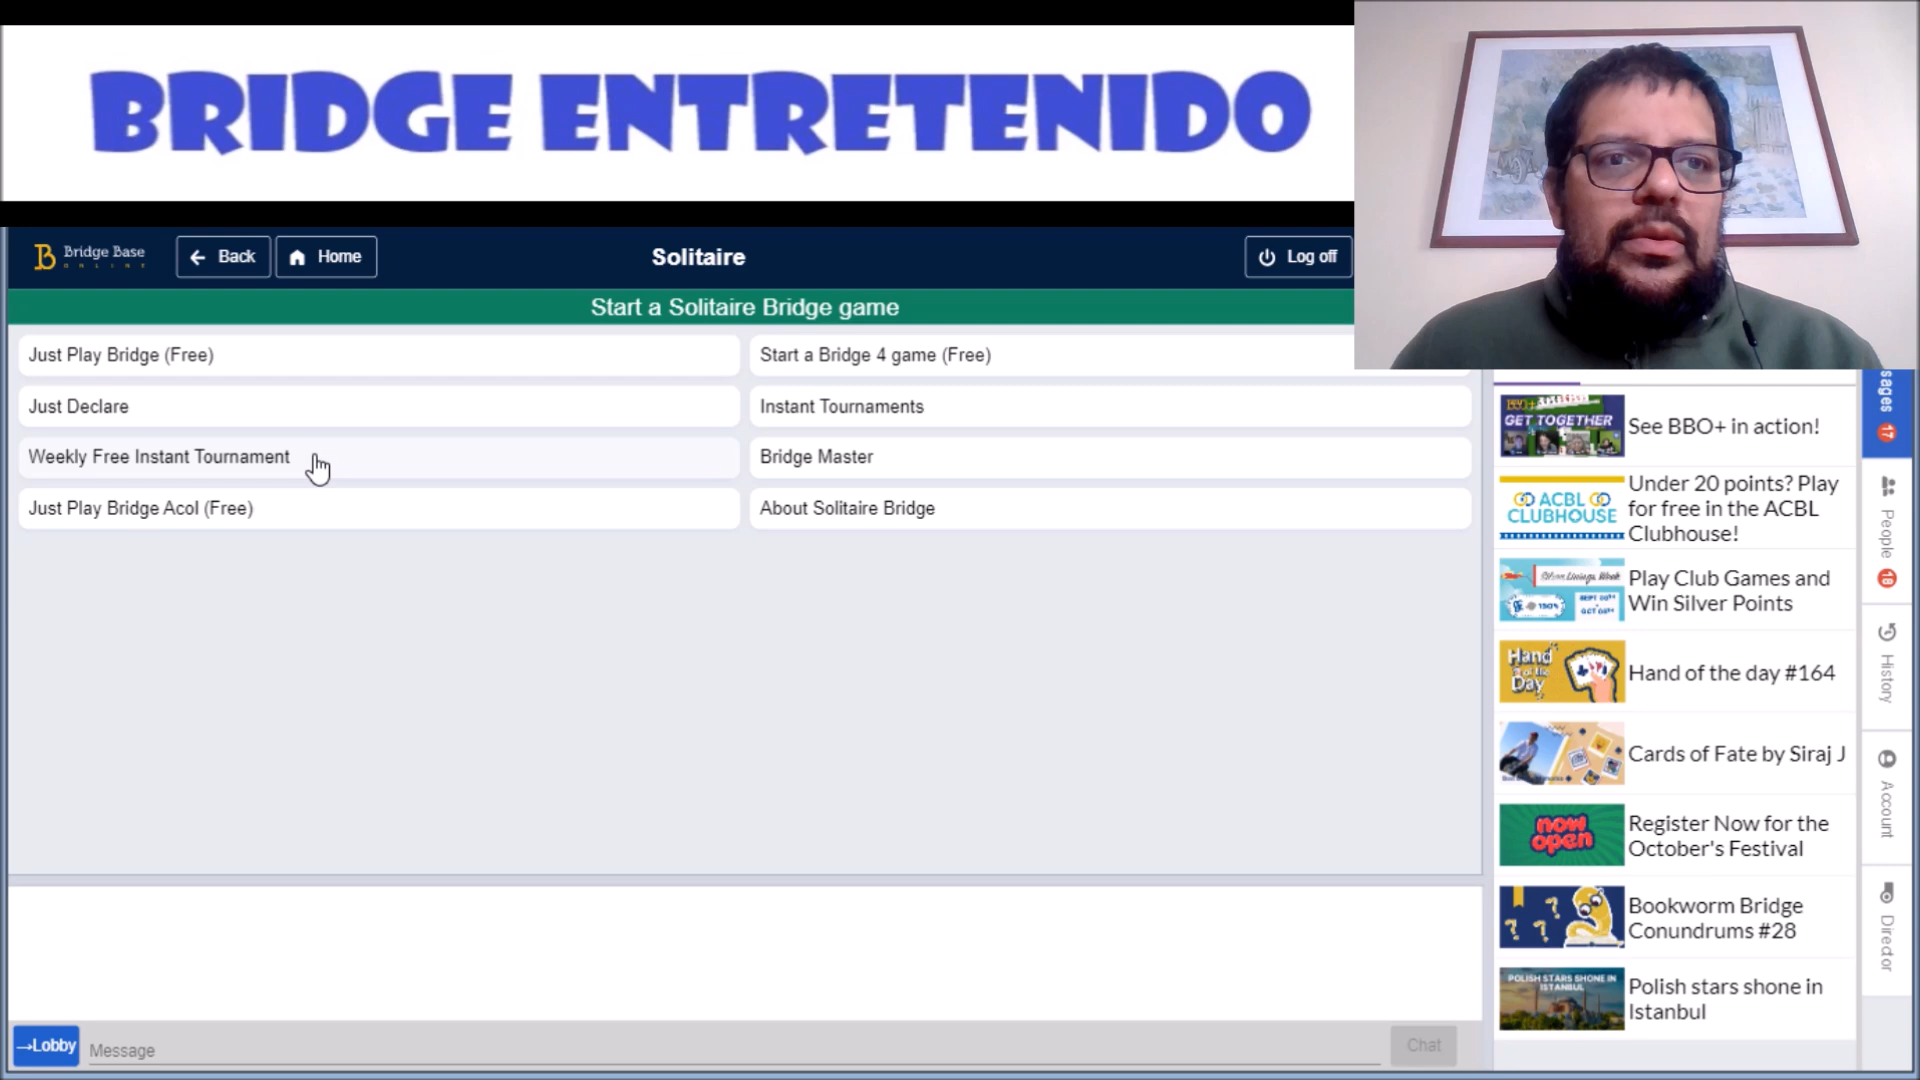 BRIDGE ENTRETENIDO
Bridge Base
ONLINE
Back
Home
Solitaire
Log off
Start a Solitaire Bridge game
Just Play Bridge (Free)
Start a Bridge 4 game (Free)
Just Declare
Instant Tournaments
Weekly Free Instant Tournament
Bridge Master
Just Play Bridge Acol (Free)
About Solitaire Bridge
GET TOGETHER
See BBO+ in action!
ACBL
CLUBHOUSE
Under 20 points? Play
for free in the ACBL
Clubhouse!
Play Club Games and
Win Silver Points
Hand
of the
Day
Hand of the day #164
Cards of Fate by Siraj J
now
open
Register Now for the
October's Festival
? ? ?
Bookworm Bridge
Conundrums #28
POLISH STARS SHONE IN
ISTANBUL
Polish stars shone in
Istanbul
sages 17
People 18
History
Account
Director
→Lobby
Message
Chat